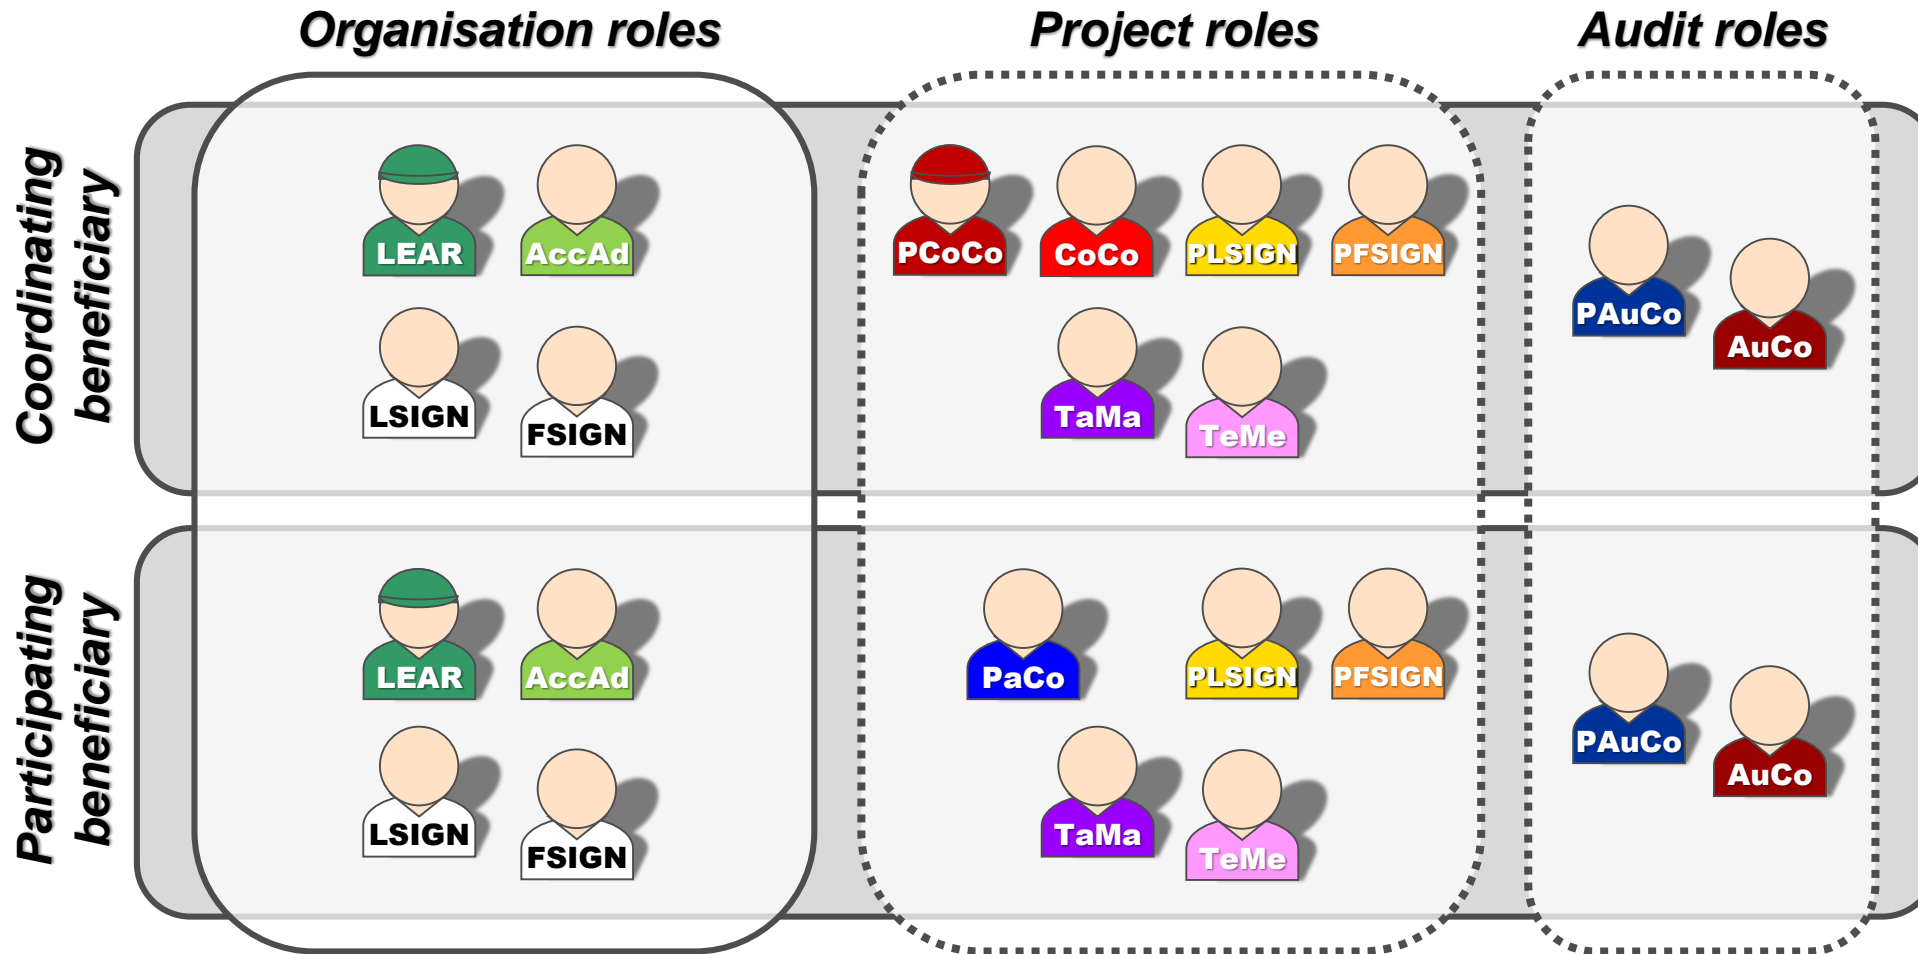 Organisation roles
Project roles
Audit roles
Coordinating
beneficiary
LEAR
AccAd
PCoCo
CoCo
PLSIGN
PFSIGN
PAuCo
AuCo
LSIGN
FSIGN
TaMa
TeMe
Participating
beneficiary
LEAR
AccAd
PaCo
PLSIGN
PFSIGN
PAuCo
AuCo
LSIGN
FSIGN
TaMa
TeMe